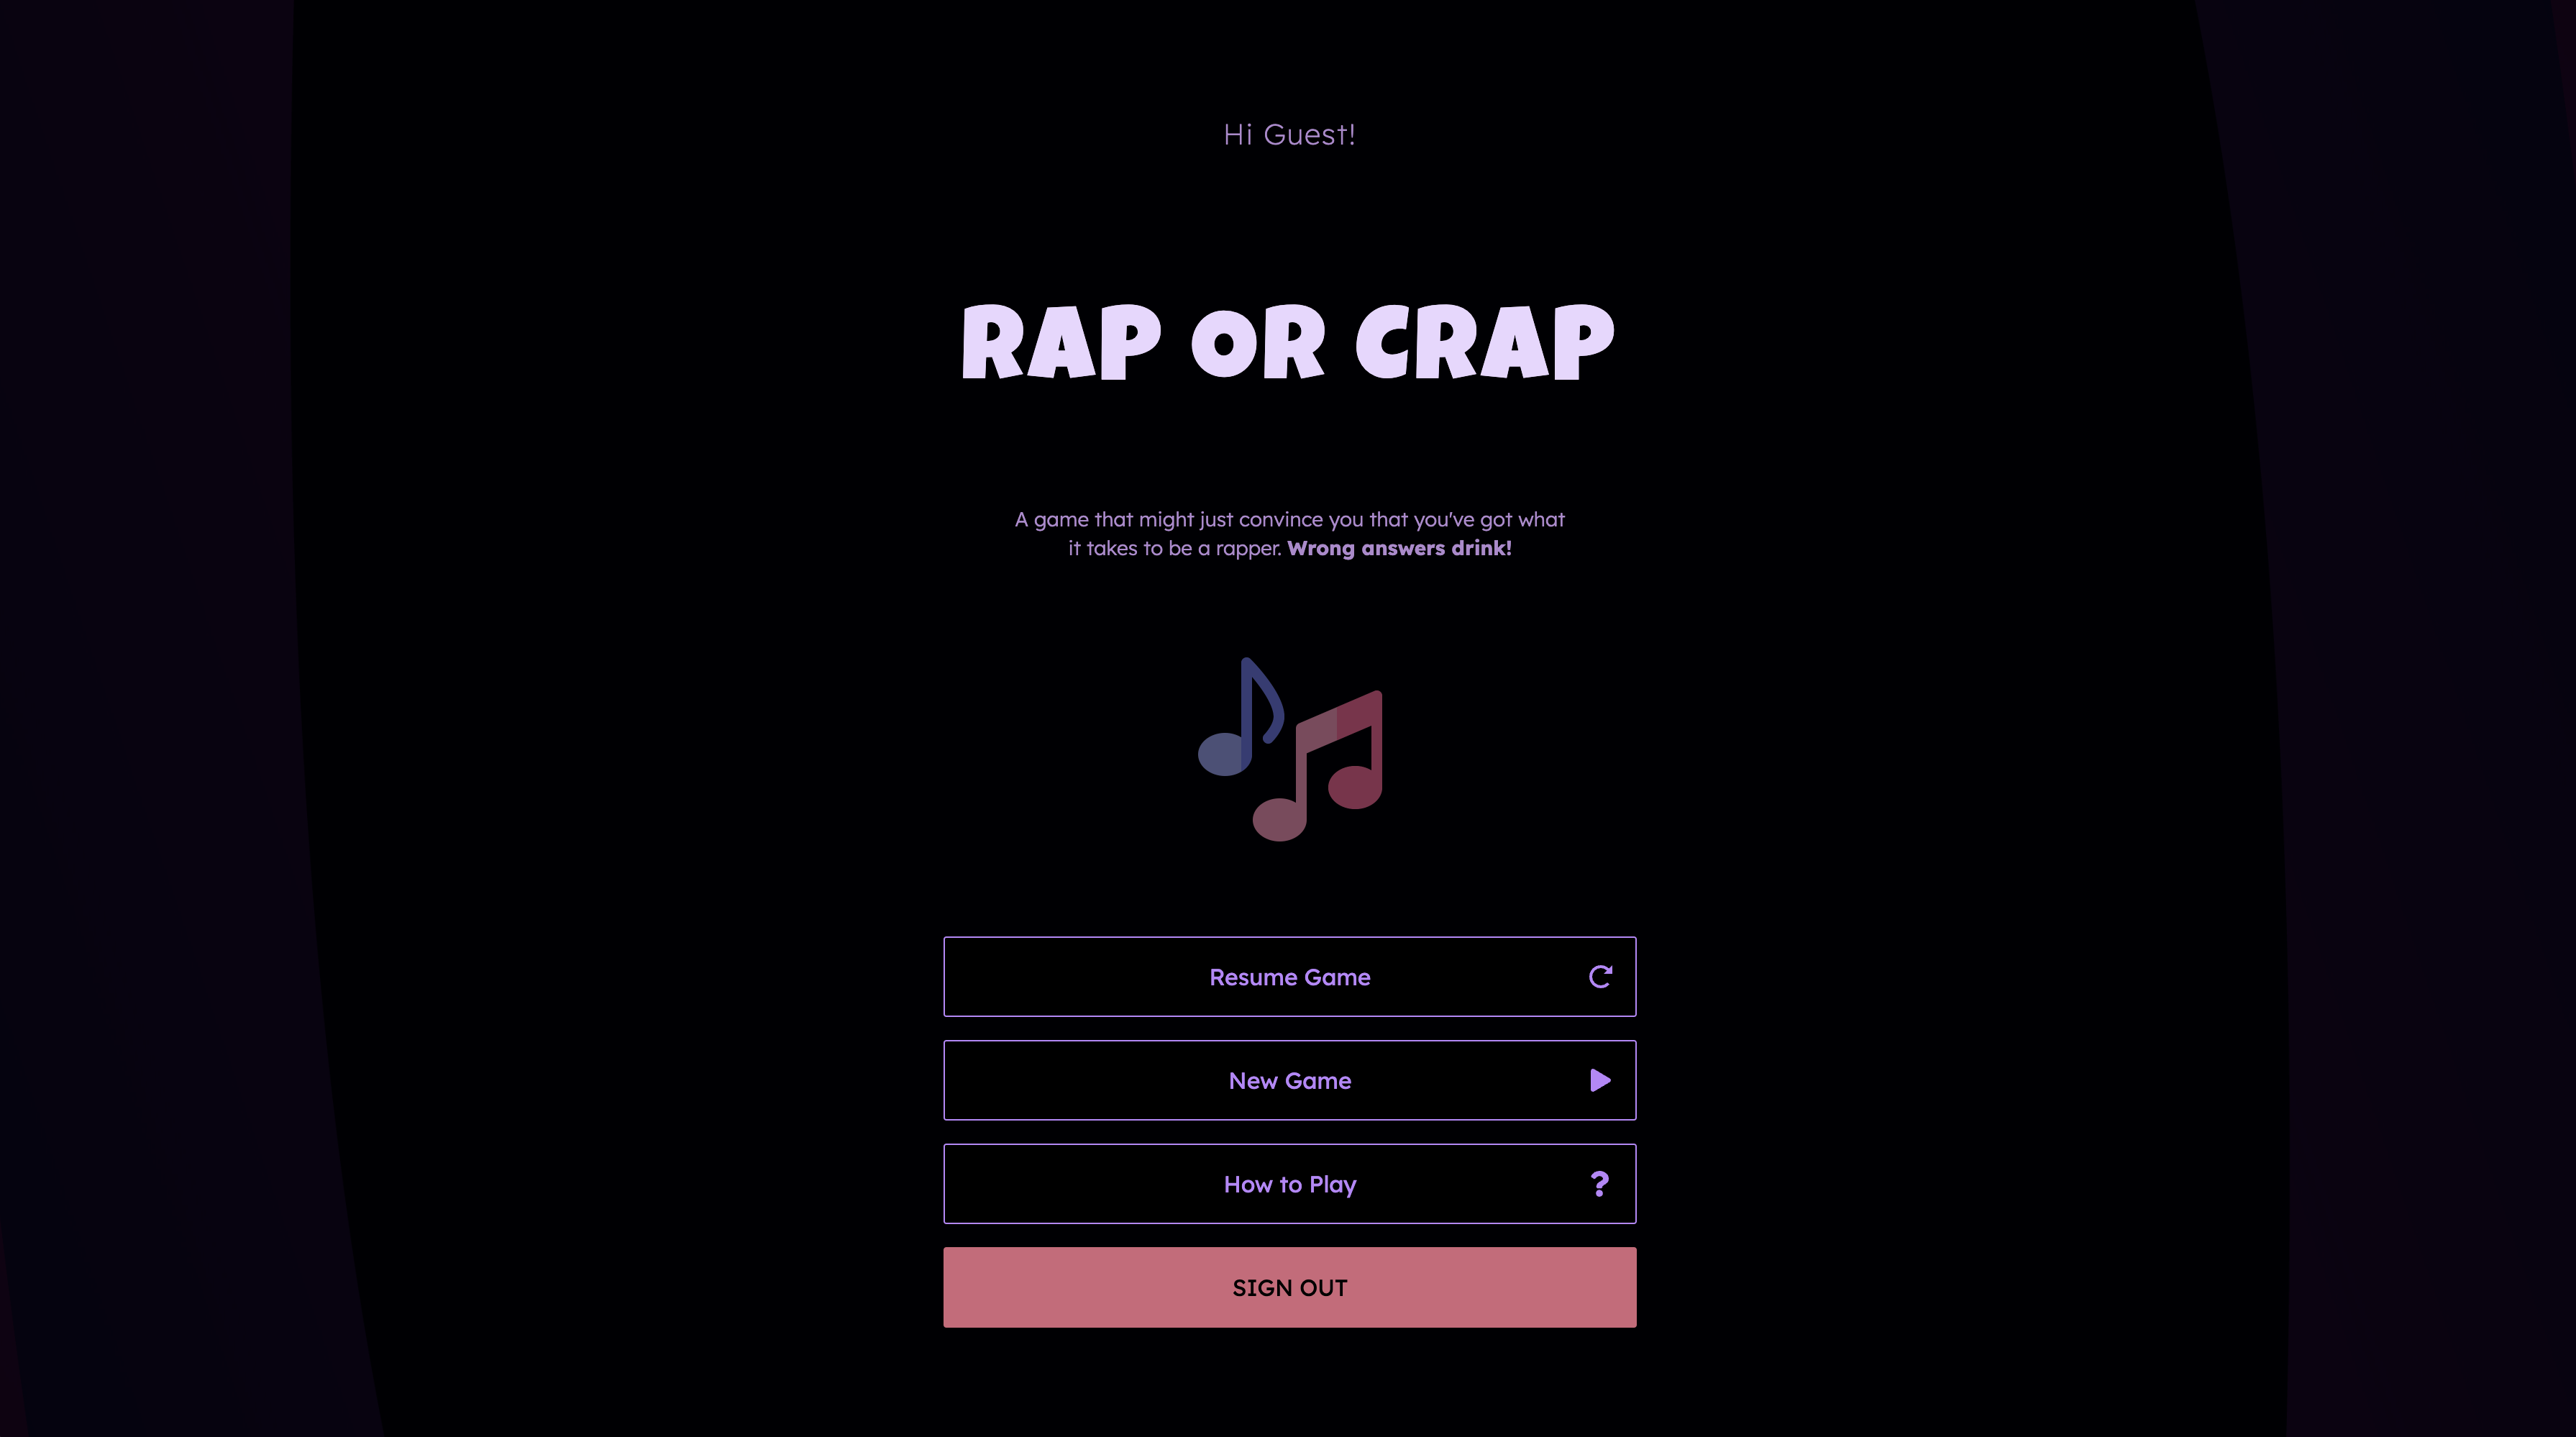 Hi Guest!
RAP OR CRAP
A game that might just convince you that you've got what
it takes to be a rapper. Wrong answers drink!
Resume Game
New Game
How to Play
?
SIGN OUT